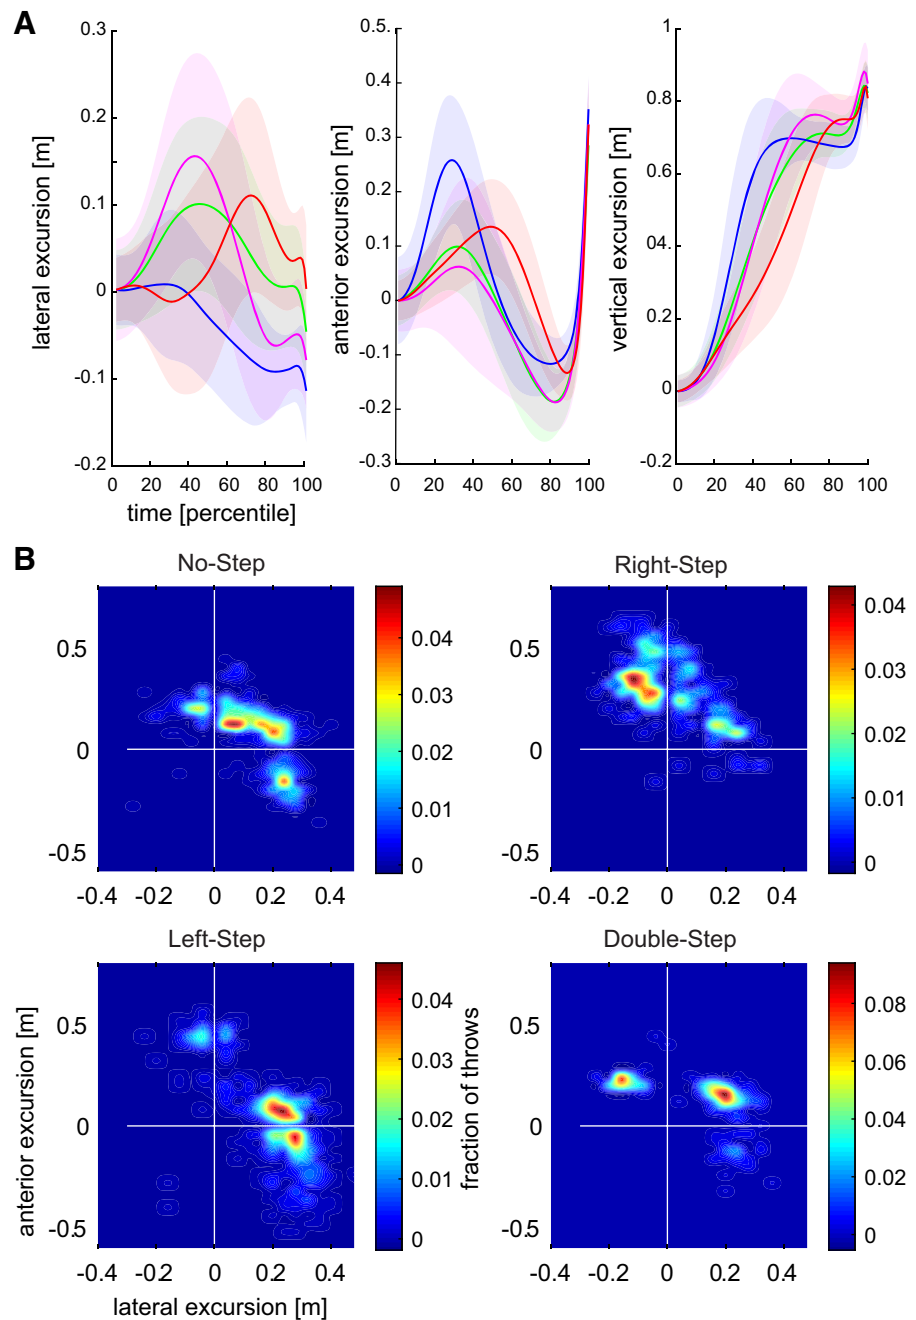 A
0.3
0.2
0.1
0
-0.1
-0.2
lateral excursion [m]
0 20 40 60 80 100
time [percentile]
0.5.
0.4
0.3
0.2
0.1
0
-0.1
-0.2
-0.3
anterior excursion [m]
0 20 40 60 80 100
1
0.8
0.6
0.4
0.2
0
-0.2
vertical excursion [m]
0 20 40 60 80 100
B
No-Step
0.5
0
-0.5
-0.4 -0.2 0 0.2 0.4
0.04
0.03
0.02
0.01
0
Right-Step
0.5
0
-0.5
-0.4 -0.2 0 0.2 0.4
0.04
0.03
0.02
0.01
0
Left-Step
anterior excursion [m]
0.5
0
-0.5
-0.4 -0.2 0 0.2 0.4
lateral excursion [m]
0.04
0.03
0.02
0.01
0
fraction of throws
Double-Step
0.5
0
-0.5
-0.4 -0.2 0 0.2 0.4
0.08
0.06
0.04
0.02
0